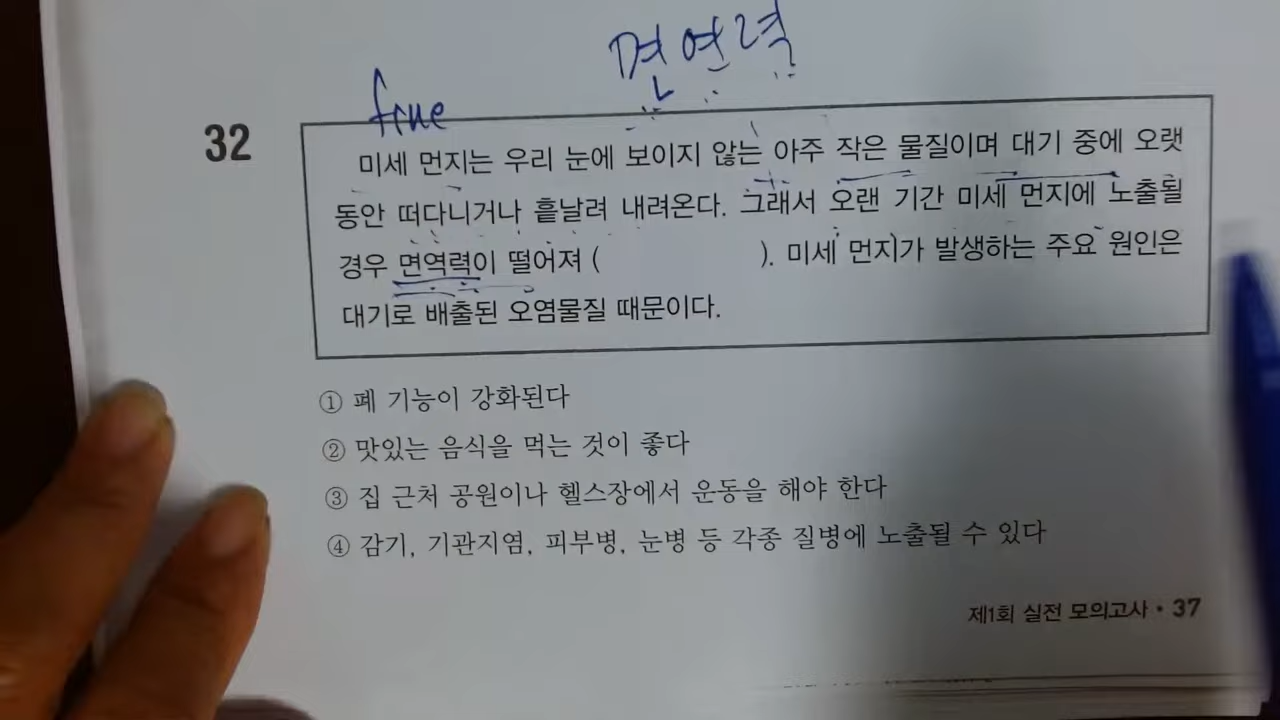 면연력
true
32
미세 먼지는 우리 눈에 보이지 않는 아주 작은 물질이며 대기 중에 오랫
동안 떠다니거나 흩날려 내려온다. 그래서 오랜 기간 미세 먼지에 노출될
경우 면역력이 떨어져 ( ). 미세 먼지가 발생하는 주요 원인은
대기로 배출된 오염물질 때문이다.
① 폐 기능이 강화된다
② 맛있는 음식을 먹는 것이 좋다
③ 집 근처 공원이나 헬스장에서 운동을 해야 한다
④ 감기, 기관지염, 피부병, 눈병 등 각종 질병에 노출될 수 있다
제1회 실전 모의고사 · 37